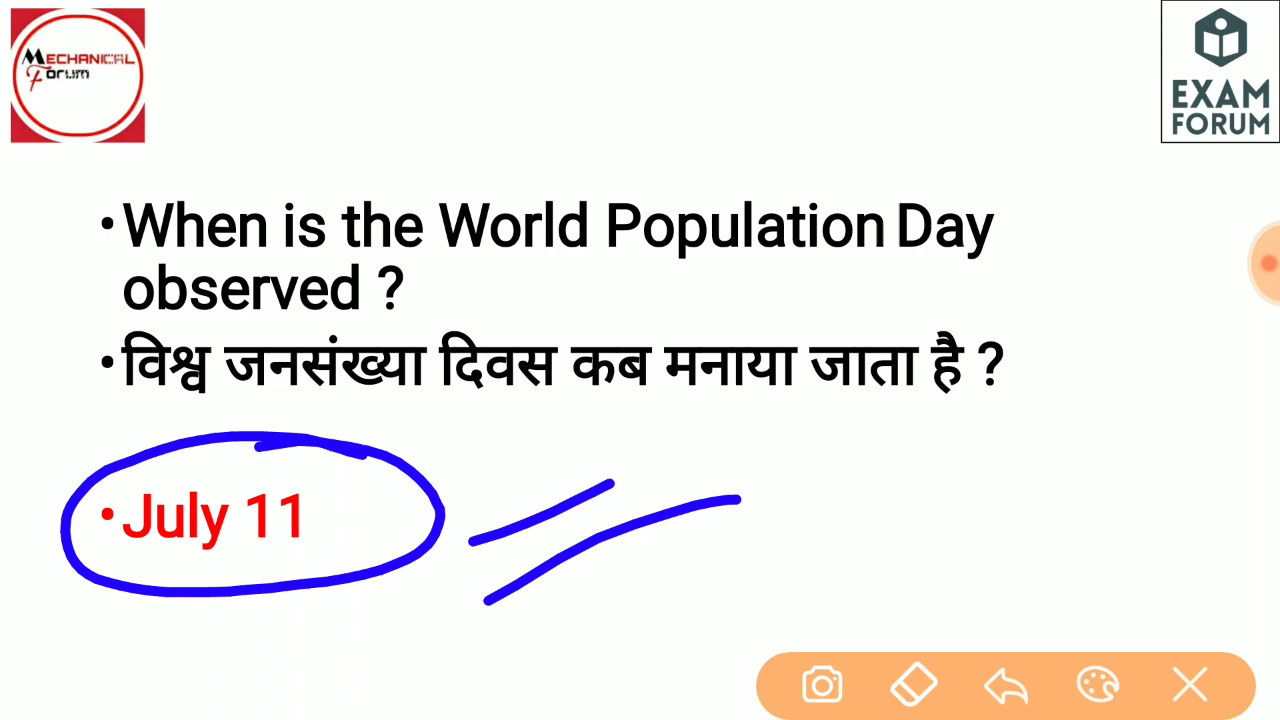 MECHANICAL
Forum
EXAM
FORUM
•When is the World Population Day
observed ?
•विश्व जनसंख्या दिवस कब मनाया जाता है ?
•July 11